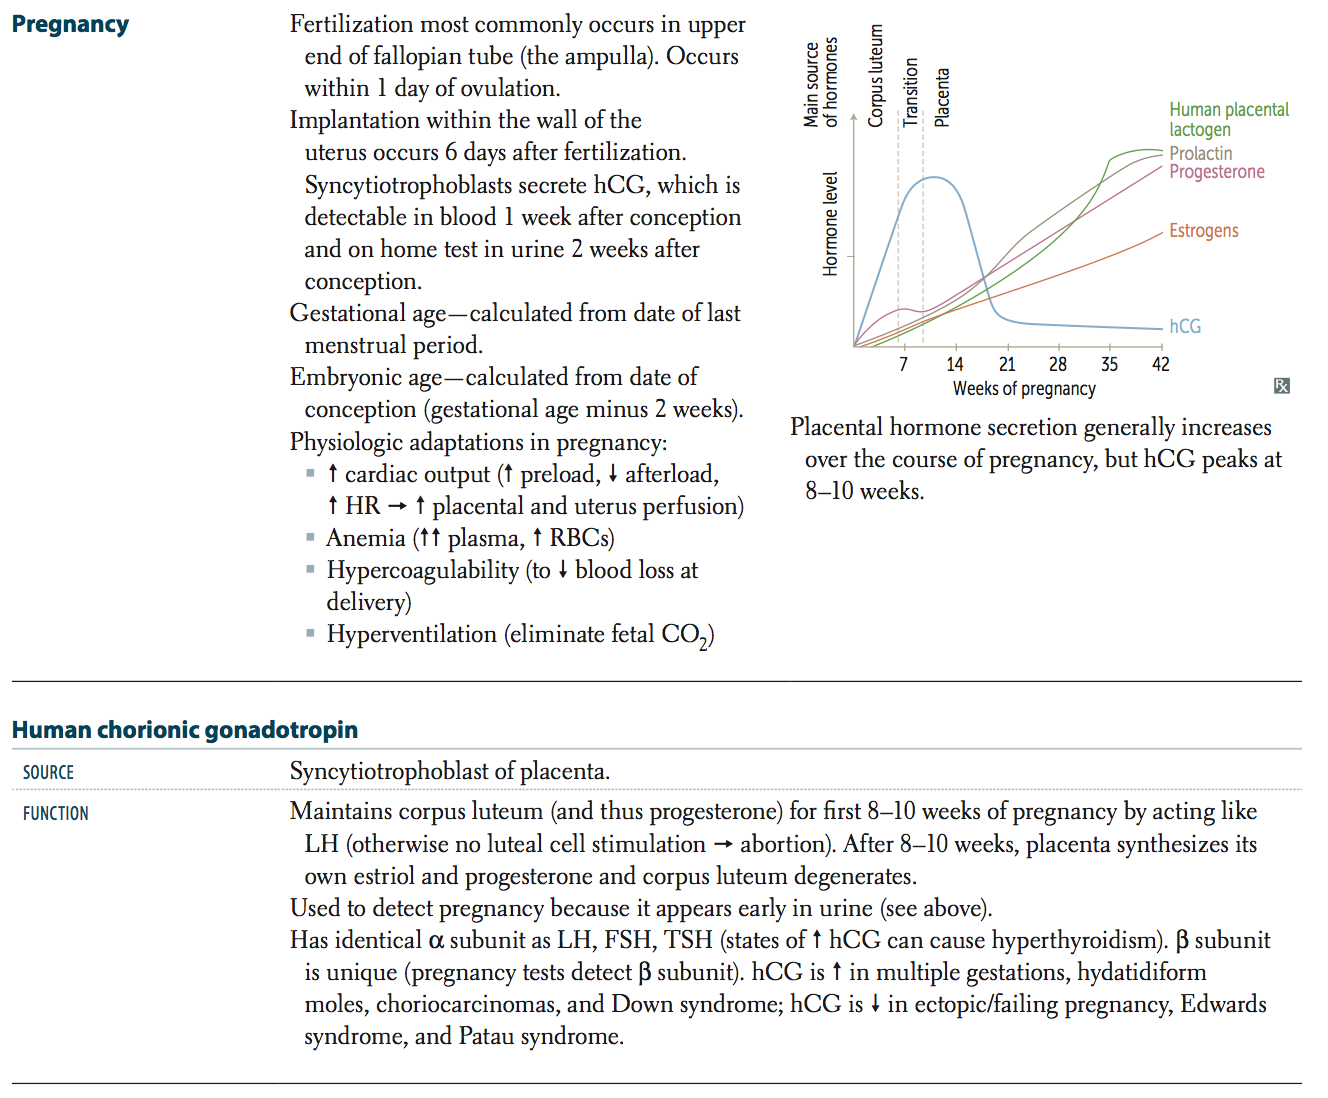 Pregnancy
Fertilization most commonly occurs in upper
end of fallopian tube (the ampulla). Occurs
within 1 day of ovulation.
Implantation within the wall of the
uterus occurs 6 days after fertilization.
Syncytiotrophoblasts secrete hCG, which is
detectable in blood 1 week after conception
and on home test in urine 2 weeks after
conception.
Gestational age—calculated from date of last
menstrual period.
Embryonic age—calculated from date of
conception (gestational age minus 2 weeks).
Physiologic adaptations in pregnancy:
▪ ↑ cardiac output (↑ preload, ↓ afterload,
↑ HR → ↑ placental and uterus perfusion)
▪ Anemia (↑↑ plasma, ↑ RBCs)
▪ Hypercoagulability (to ↓ blood loss at
delivery)
▪ Hyperventilation (eliminate fetal CO₂)
Main source
of hormones
Corpus luteum
Transition
Placenta
Hormone level
Human placental
lactogen
Prolactin
Progesterone
Estrogens
hCG
7 14 21 28 35 42
Weeks of pregnancy
Rx
Placental hormone secretion generally increases
over the course of pregnancy, but hCG peaks at
8–10 weeks.
Human chorionic gonadotropin
SOURCE
Syncytiotrophoblast of placenta.
FUNCTION
Maintains corpus luteum (and thus progesterone) for first 8–10 weeks of pregnancy by acting like
LH (otherwise no luteal cell stimulation → abortion). After 8–10 weeks, placenta synthesizes its
own estriol and progesterone and corpus luteum degenerates.
Used to detect pregnancy because it appears early in urine (see above).
Has identical α subunit as LH, FSH, TSH (states of ↑ hCG can cause hyperthyroidism). β subunit
is unique (pregnancy tests detect β subunit). hCG is ↑ in multiple gestations, hydatidiform
moles, choriocarcinomas, and Down syndrome; hCG is ↓ in ectopic/failing pregnancy, Edwards
syndrome, and Patau syndrome.